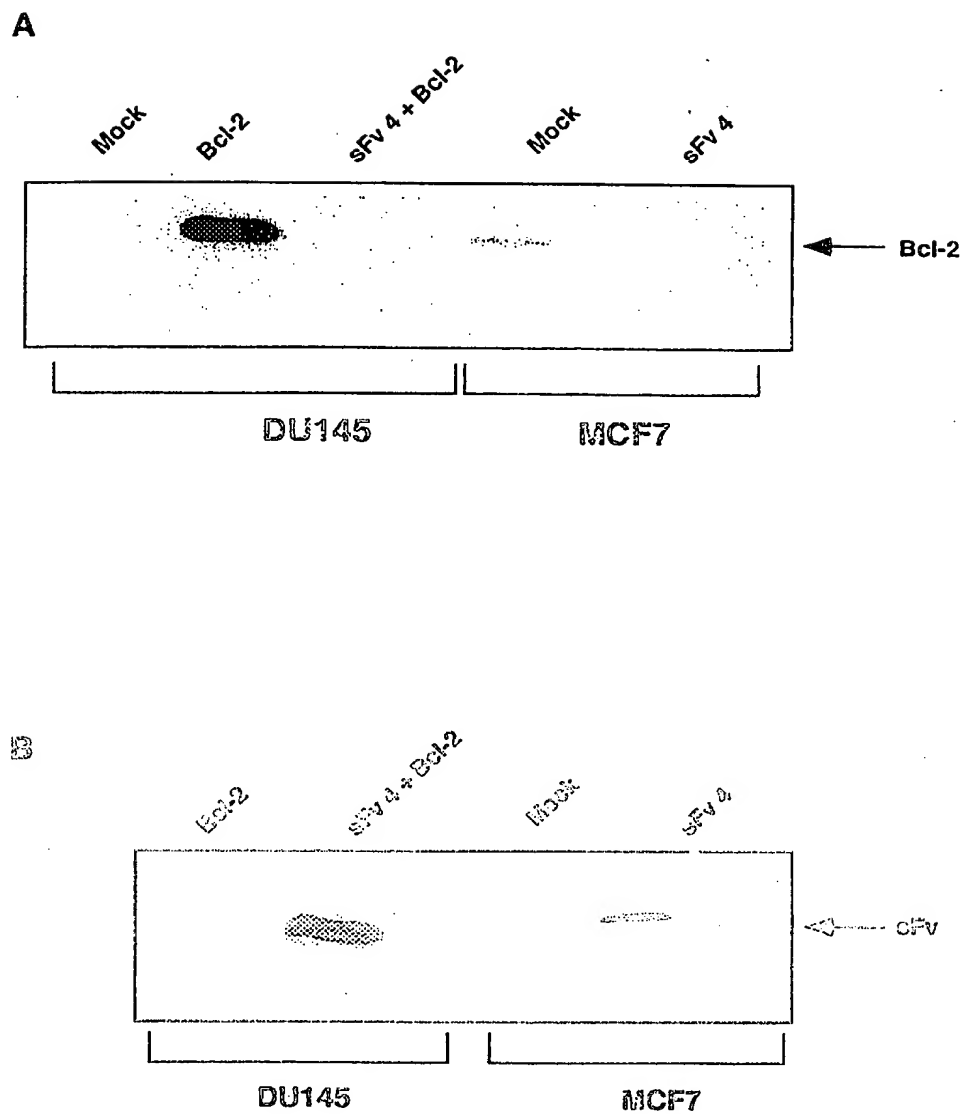 A
Mock Bcl-2 sFv 4 + Bcl-2 Mock sFv 4
Bcl-2
DU145 MCF7
B
Bcl-2 sFv 4 + Bcl-2 Mock sFv 4
sFv
DU145 MCF7